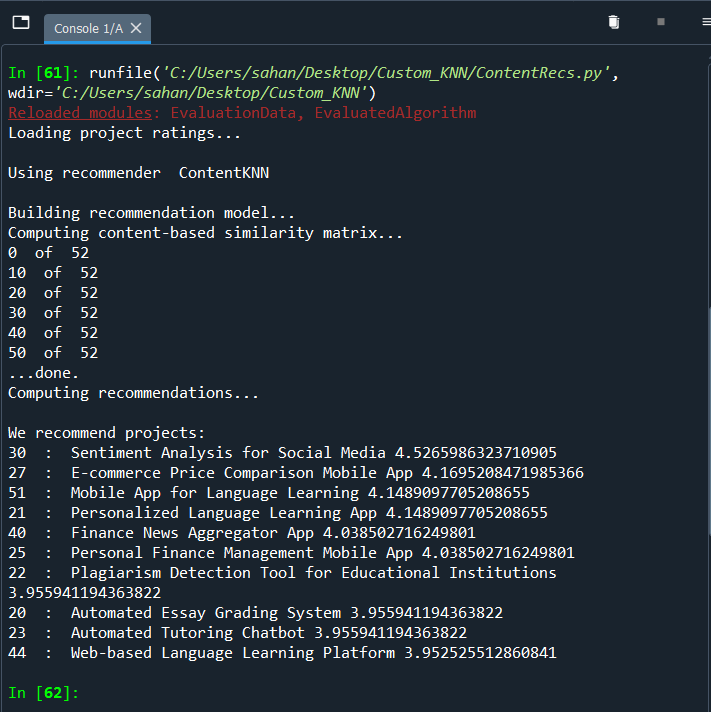 Console 1/A
In [61]: runfile('C:/Users/sahan/Desktop/Custom_KNN/ContentRecs.py',
wdir='C:/Users/sahan/Desktop/Custom_KNN')
Reloaded modules: EvaluationData, EvaluatedAlgorithm
Loading project ratings...
Using recommender  ContentKNN
Building recommendation model...
Computing content-based similarity matrix...
0  of  52
10  of  52
20  of  52
30  of  52
40  of  52
50  of  52
...done.
Computing recommendations...
We recommend projects:
30  :  Sentiment Analysis for Social Media 4.5265986323710905
27  :  E-commerce Price Comparison Mobile App 4.1695208471985366
51  :  Mobile App for Language Learning 4.1489097705208655
21  :  Personalized Language Learning App 4.1489097705208655
40  :  Finance News Aggregator App 4.038502716249801
25  :  Personal Finance Management Mobile App 4.038502716249801
22  :  Plagiarism Detection Tool for Educational Institutions
3.955941194363822
20  :  Automated Essay Grading System 3.955941194363822
23  :  Automated Tutoring Chatbot 3.955941194363822
44  :  Web-based Language Learning Platform 3.952525512860841
In [62]: